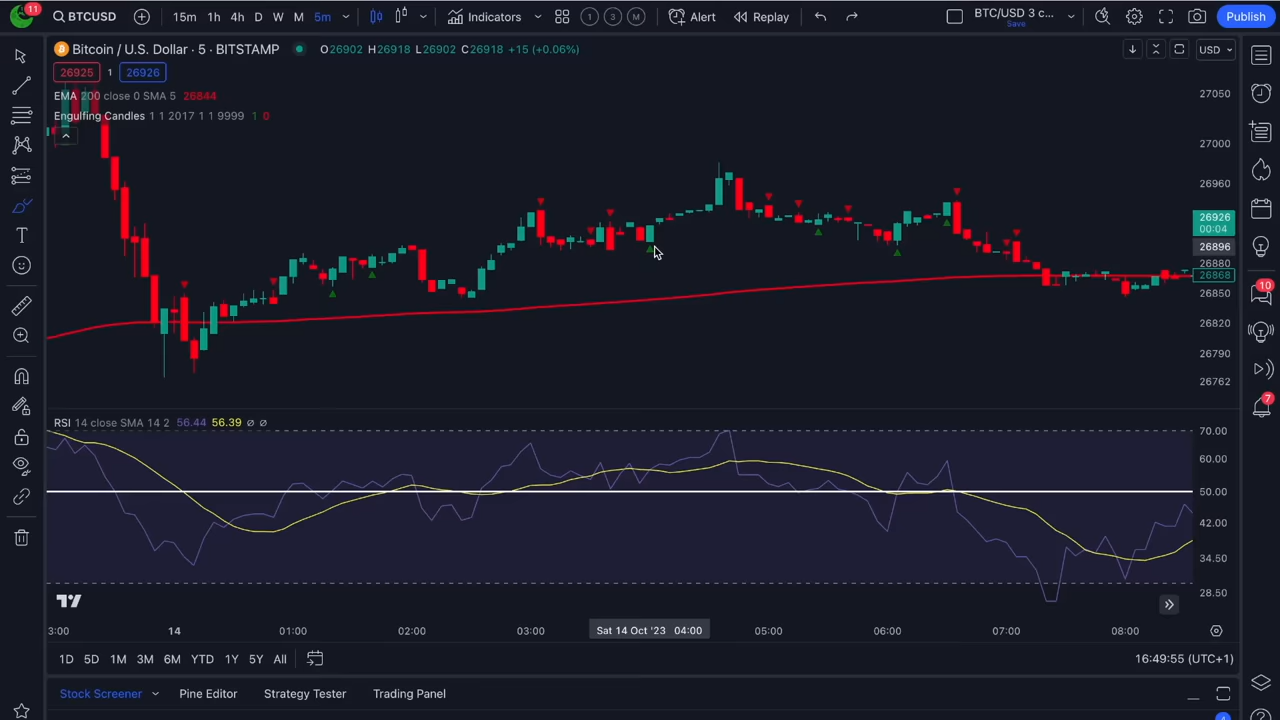 11
BTCUSD
15m 1h 4h D W M 5m
Indicators
1 3 M
Alert
Replay
BTC/USD 3 c...
Save
Publish
Bitcoin / U.S. Dollar · 5 · BITSTAMP
O26902 H26918 L26902 C26918 +15 (+0.06%)
USD
26925 1 26926
EMA 200 close 0 SMA 5 26844
Engulfing Candles 1 1 2017 1 1 9999 1 0
27050
27000
26960
26926
00:04
26896
26880
26868
26850
26820
26790
26762
10
7
RSI 14 close SMA 14 2 56.44 56.39 ∅ ∅
70.00
60.00
50.00
42.00
34.50
28.50
3:00 14 01:00 02:00 03:00 Sat 14 Oct '23 04:00 05:00 06:00 07:00 08:00
1D 5D 1M 3M 6M YTD 1Y 5Y All
16:49:55 (UTC+1)
Stock Screener Pine Editor Strategy Tester Trading Panel